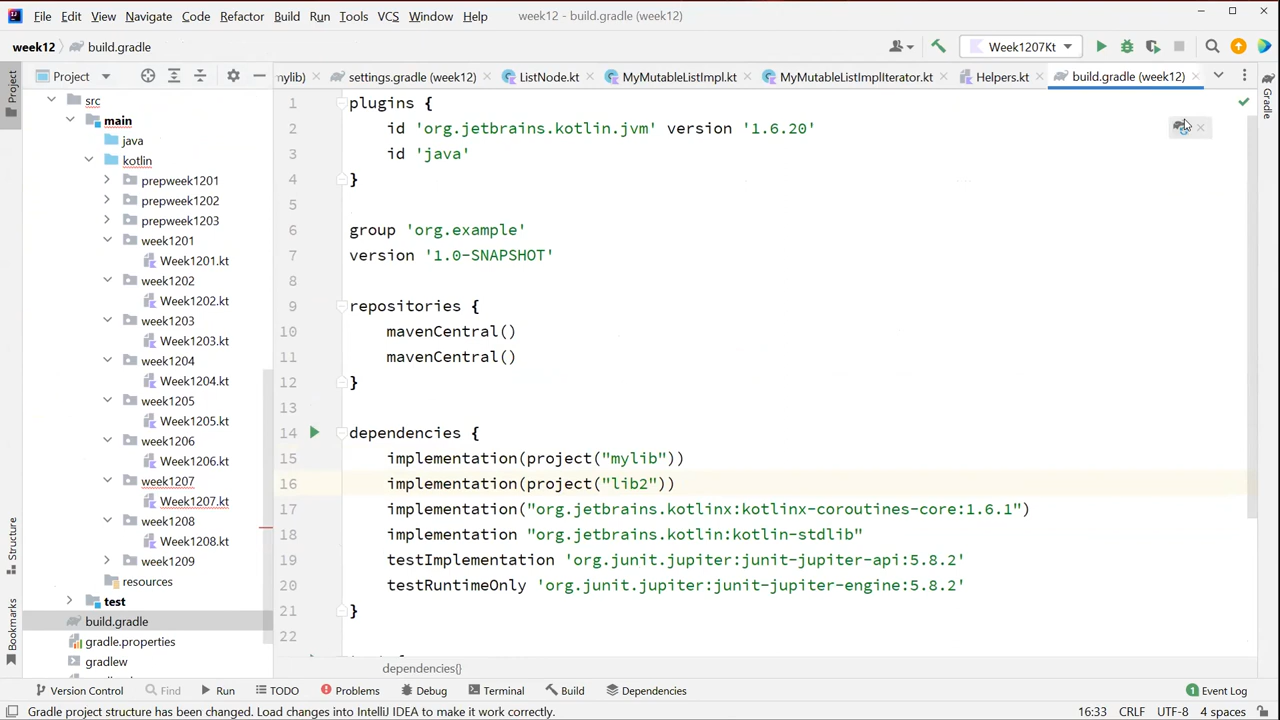 File Edit View Navigate Code Refactor Build Run Tools VCS Window Help week12 - build.gradle (week12)
week12 build.gradle Week1207Kt
Project
mylib) settings.gradle (week12) ListNode.kt MyMutableListImpl.kt MyMutableListImplIterator.kt Helpers.kt build.gradle (week12)
Project
Structure
Bookmarks
src
main
java
kotlin
prepweek1201
prepweek1202
prepweek1203
week1201
Week1201.kt
week1202
Week1202.kt
week1203
Week1203.kt
week1204
Week1204.kt
week1205
Week1205.kt
week1206
Week1206.kt
week1207
Week1207.kt
week1208
Week1208.kt
week1209
resources
test
build.gradle
gradle.properties
gradlew
1 plugins {
2 id 'org.jetbrains.kotlin.jvm' version '1.6.20'
3 id 'java'
4 }
5
6 group 'org.example'
7 version '1.0-SNAPSHOT'
8
9 repositories {
10 mavenCentral()
11 mavenCentral()
12 }
13
14 dependencies {
15 implementation(project("mylib"))
16 implementation(project("lib2"))
17 implementation("org.jetbrains.kotlinx:kotlinx-coroutines-core:1.6.1")
18 implementation "org.jetbrains.kotlin:kotlin-stdlib"
19 testImplementation 'org.junit.jupiter:junit-jupiter-api:5.8.2'
20 testRuntimeOnly 'org.junit.jupiter:junit-jupiter-engine:5.8.2'
21 }
22
dependencies{}
Gradle
Version Control Find Run TODO Problems Debug Terminal Build Dependencies 1 Event Log
Gradle project structure has been changed. Load changes into IntelliJ IDEA to make it work correctly. 16:33 CRLF UTF-8 4 spaces